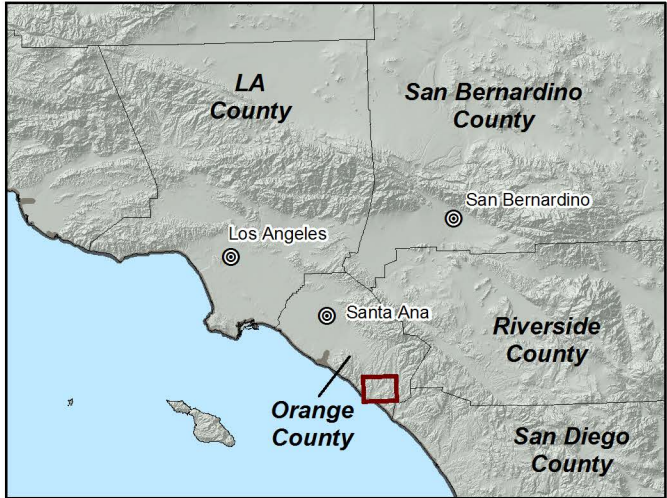 LA
County
San Bernardino
County
San Bernardino
Los Angeles
Santa Ana
Riverside
County
Orange
County
San Diego
County